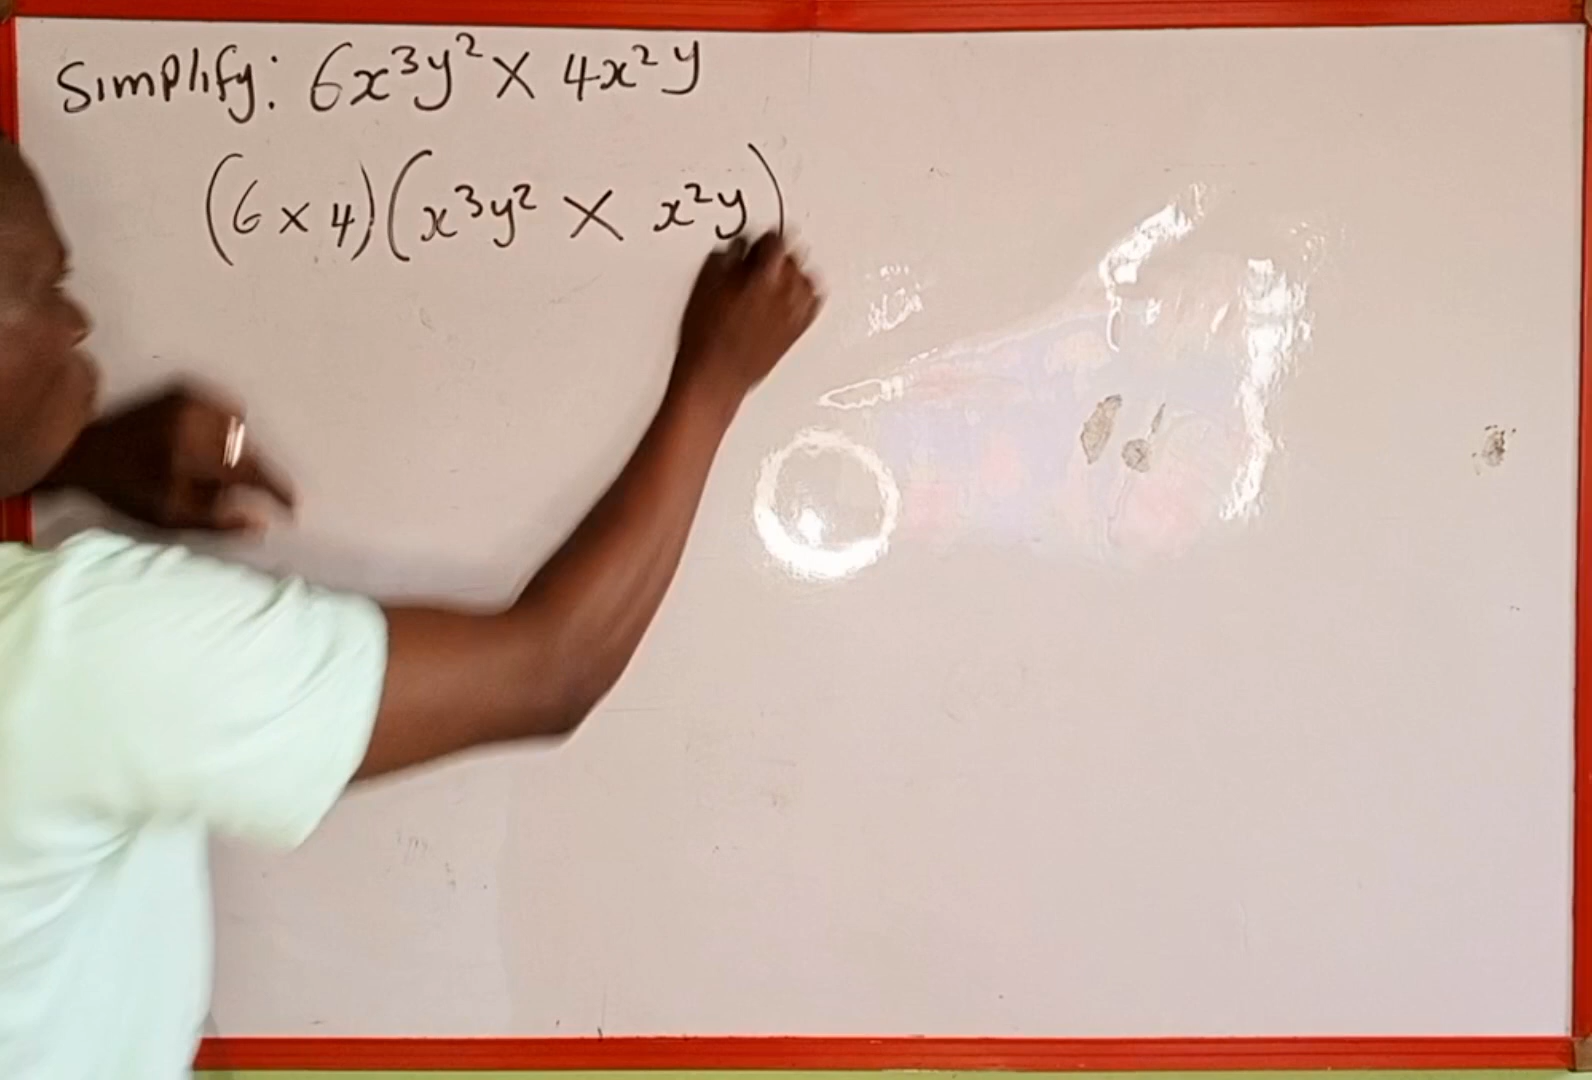 Simplify: 6x³y² × 4x²y
(6 × 4)(x³y² × x²y)